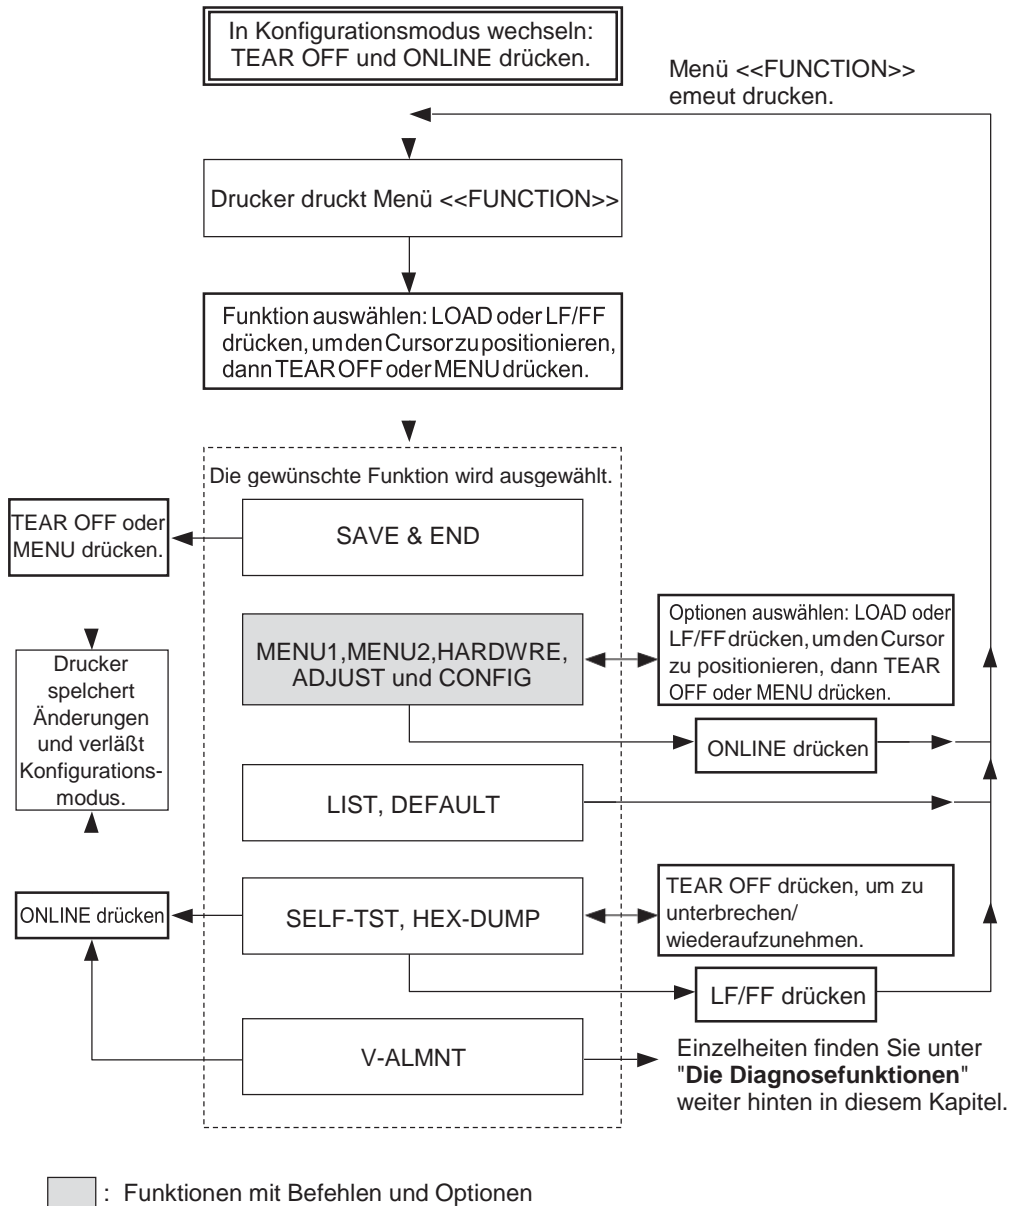 In Konfigurationsmodus wechseln:
TEAR OFF und ONLINE drücken.
Menü <<FUNCTION>>
emeut drucken.
Drucker druckt Menü <<FUNCTION>>
Funktion auswählen: LOAD oder LF/FF
drücken, um den Cursor zu positionieren,
dann TEAR OFF oder MENU drücken.
Die gewünschte Funktion wird ausgewählt.
TEAR OFF oder
MENU drücken.
SAVE & END
MENU1,MENU2,HARDWRE,
ADJUST und CONFIG
Optionen auswählen: LOAD oder
LF/FF drücken, um den Cursor
zu positionieren, dann TEAR
OFF oder MENU drücken.
Drucker
spelchert
Änderungen
und verläßt
Konfigurations-
modus.
ONLINE drücken
LIST, DEFAULT
ONLINE drücken
SELF-TST, HEX-DUMP
TEAR OFF drücken, um zu
unterbrechen/
wiederaufzunehmen.
LF/FF drücken
V-ALMNT
Einzelheiten finden Sie unter
"Die Diagnosefunktionen"
weiter hinten in diesem Kapitel.
: Funktionen mit Befehlen und Optionen